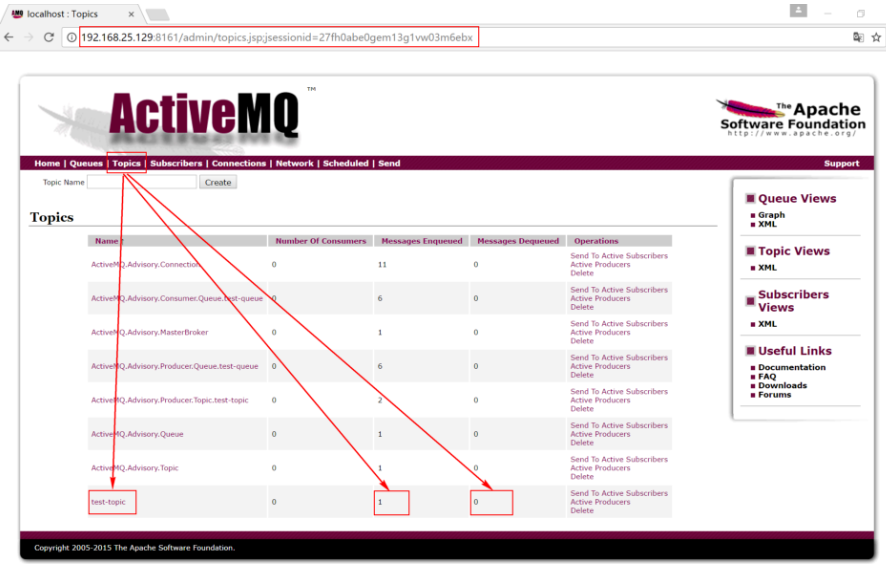 localhost : Topics
192.168.25.129:8161/admin/topics.jsp;jsessionid=27fh0abe0gem13g1vw03m6ebx
ActiveMQ™
The Apache
Software Foundation
http://www.apache.org/
Home | Queues | Topics | Subscribers | Connections | Network | Scheduled | Send
Support
Topic Name
Create
Topics
Name ↑ Number Of Consumers Messages Enqueued Messages Dequeued Operations
ActiveMQ.Advisory.Connection 0 11 0 Send To Active Subscribers
Active Producers
Delete
ActiveMQ.Advisory.Consumer.Queue.test-queue 0 6 0 Send To Active Subscribers
Active Producers
Delete
ActiveMQ.Advisory.MasterBroker 0 1 0 Send To Active Subscribers
Active Producers
Delete
ActiveMQ.Advisory.Producer.Queue.test-queue 0 6 0 Send To Active Subscribers
Active Producers
Delete
ActiveMQ.Advisory.Producer.Topic.test-topic 0 2 0 Send To Active Subscribers
Active Producers
Delete
ActiveMQ.Advisory.Queue 0 1 0 Send To Active Subscribers
Active Producers
Delete
ActiveMQ.Advisory.Topic 0 1 0 Send To Active Subscribers
Active Producers
Delete
test-topic 0 1 0 Send To Active Subscribers
Active Producers
Delete
Queue Views
Graph
XML
Topic Views
XML
Subscribers
Views
XML
Useful Links
Documentation
FAQ
Downloads
Forums
Copyright 2005-2015 The Apache Software Foundation.